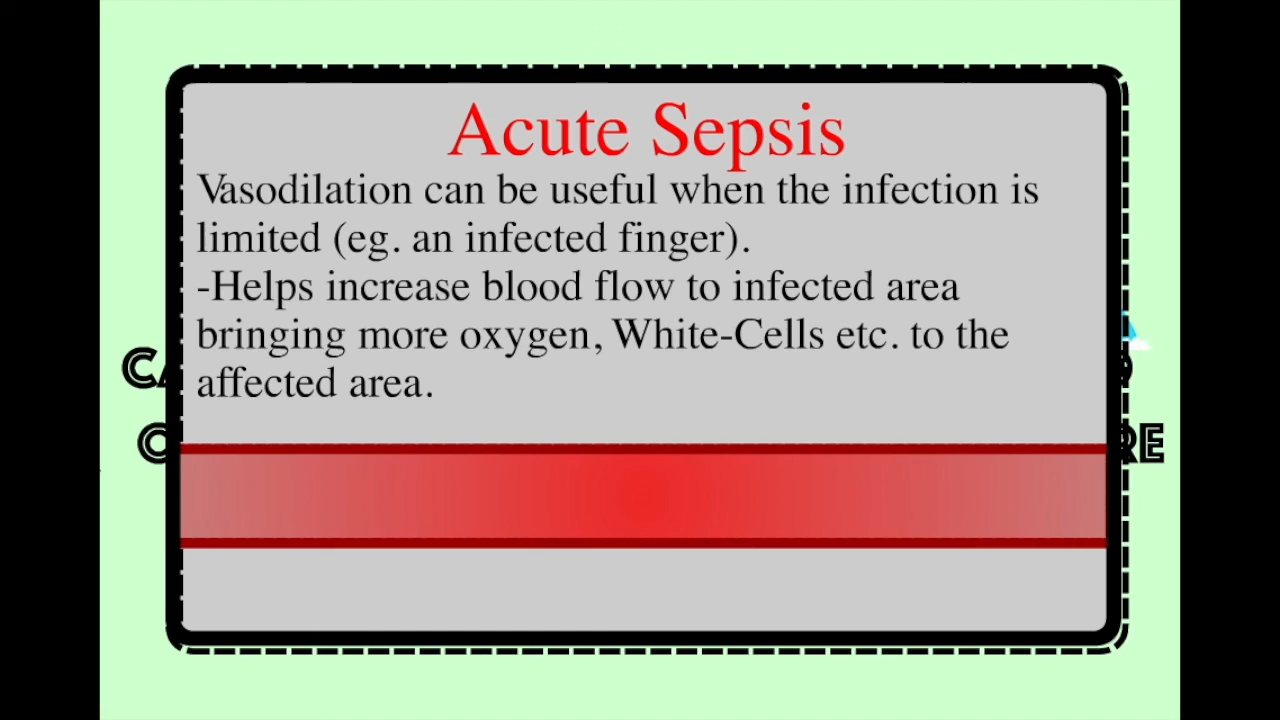 Acute Sepsis
Vasodilation can be useful when the infection is
limited (eg. an infected finger).
-Helps increase blood flow to infected area
bringing more oxygen, White-Cells etc. to the
affected area.